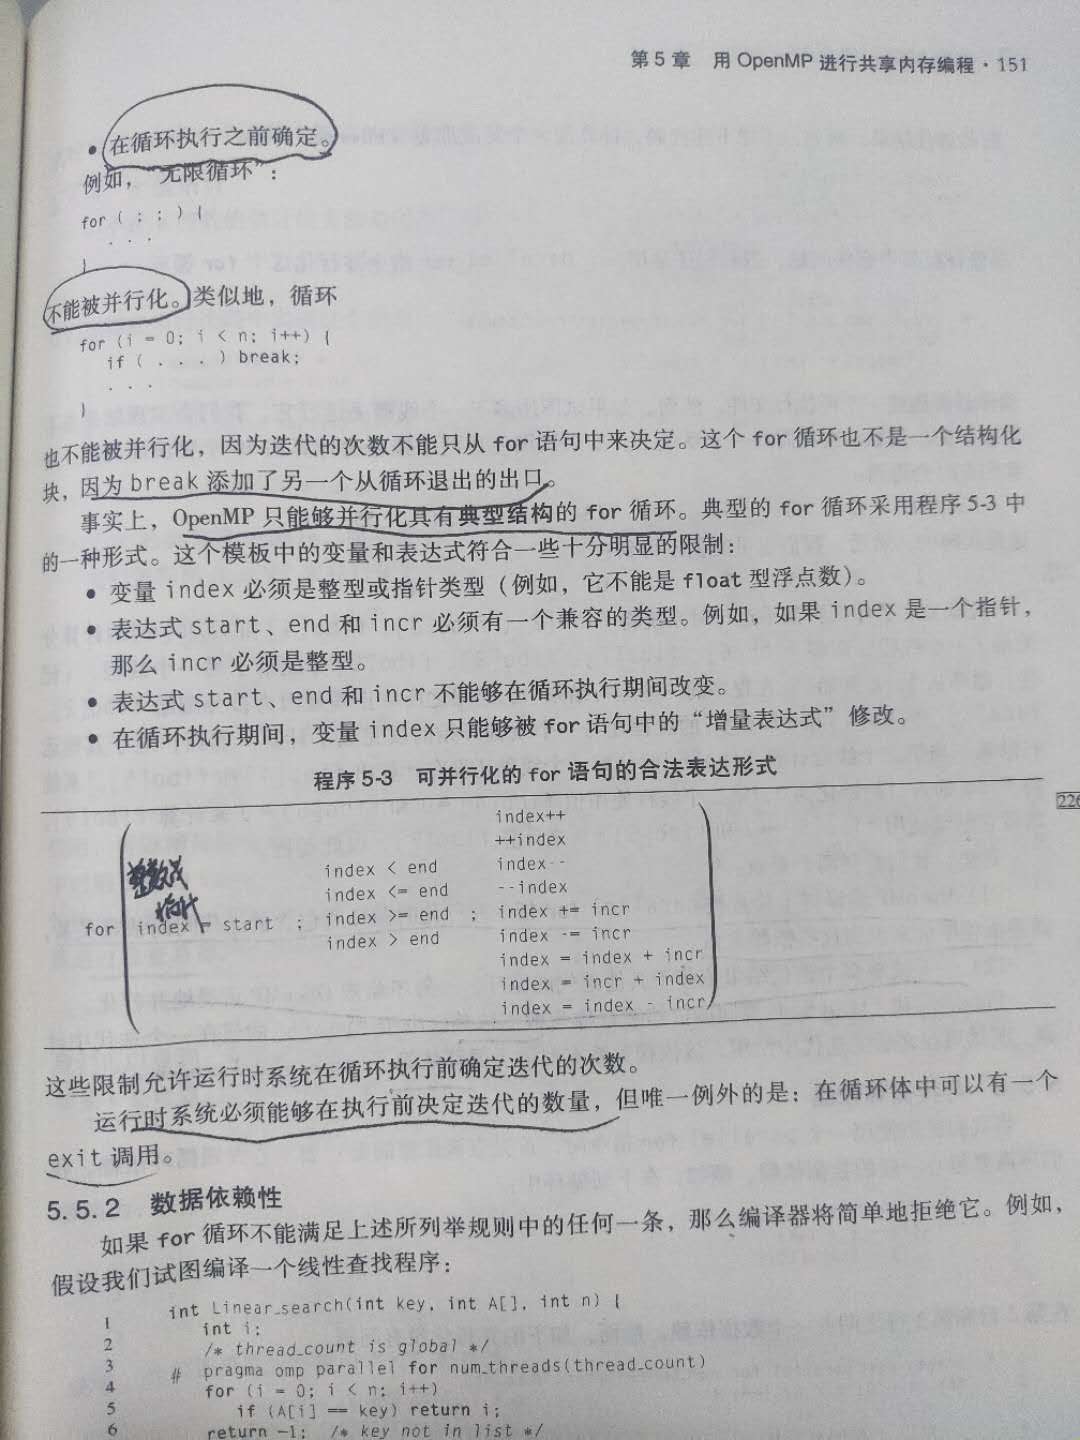 第 5 章 用 OpenMP 进行共享内存编程 · 151
• 在循环执行之前确定。
例如，“无限循环”：
for ( ; ; ) {
. . .
}
不能被并行化。类似地，循环
for (i = 0; i < n; i++) {
if ( . . . ) break;
. . .
}
也不能被并行化，因为迭代的次数不能只从 for 语句中来决定。这个 for 循环也不是一个结构化
块，因为 break 添加了另一个从循环退出的出口。
事实上，OpenMP 只能够并行化具有典型结构的 for 循环。典型的 for 循环采用程序 5-3 中
的一种形式。这个模板中的变量和表达式符合一些十分明显的限制：
• 变量 index 必须是整型或指针类型（例如，它不能是 float 型浮点数）。
• 表达式 start、end 和 incr 必须有一个兼容的类型。例如，如果 index 是一个指针，
那么 incr 必须是整型。
• 表达式 start、end 和 incr 不能够在循环执行期间改变。
• 在循环执行期间，变量 index 只能够被 for 语句中的“增量表达式”修改。
程序 5-3 可并行化的 for 语句的合法表达形式
226
index++
++index
index < end index--
整数或
index <= end --index
指针
for index = start ; index >= end ; index += incr
index > end index -= incr
index = index + incr
index = incr + index
index = index - incr
这些限制允许运行时系统在循环执行前确定迭代的次数。
运行时系统必须能够在执行前决定迭代的数量，但唯一例外的是：在循环体中可以有一个
exit 调用。
5.5.2 数据依赖性
如果 for 循环不能满足上述所列举规则中的任何一条，那么编译器将简单地拒绝它。例如，
假设我们试图编译一个线性查找程序：
1 int Linear_search(int key, int A[], int n) {
2 int i;
3 /* thread_count is global */
4 # pragma omp parallel for num_threads(thread_count)
5 for (i = 0; i < n; i++)
6 if (A[i] == key) return i;
return -1; /* key not in list */